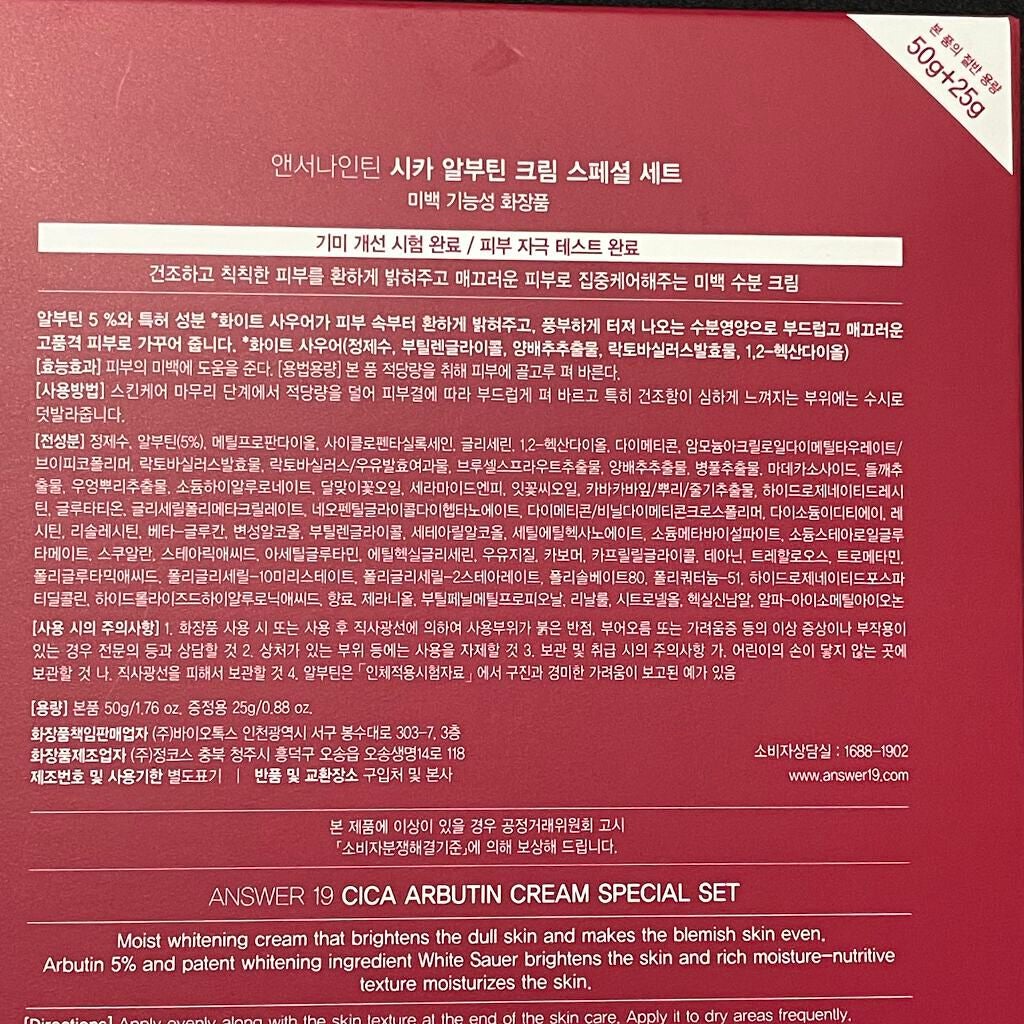 본 품의 절반 용량
50g+25g
앤서나인틴 시카 알부틴 크림 스페셜 세트
미백 기능성 화장품
기미 개선 시험 완료 / 피부 자극 테스트 완료
건조하고 칙칙한 피부를 환하게 밝혀주고 매끄러운 피부로 집중케어해주는 미백 수분 크림
알부틴 5 %와 특허 성분 *화이트 사우어가 피부 속부터 환하게 밝혀주고, 풍부하게 터져 나오는 수분영양으로 부드럽고 매끄러운
고품격 피부로 가꾸어 줍니다. *화이트 사우어(정제수, 부틸렌글라이콜, 양배추추출물, 락토바실러스발효물, 1,2-헥산다이올)
[효능효과] 피부의 미백에 도움을 준다. [용법용량] 본 품 적당량을 취해 피부에 골고루 펴 바른다.
[사용방법] 스킨케어 마무리 단계에서 적당량을 덜어 피부결에 따라 부드럽게 펴 바르고 특히 건조함이 심하게 느껴지는 부위에는 수시로
덧발라줍니다.
[전성분] 정제수, 알부틴(5%), 메틸프로판다이올, 사이클로펜타실록세인, 글리세린, 1,2-헥산다이올, 다이메티콘, 암모늄아크릴로일다이메틸타우레이트/
브이피코폴리머, 락토바실러스발효물, 락토바실러스/우유발효여과물, 브루셀스프라우트추출물, 양배추추출물, 병풀추출물, 마데카소사이드, 들깨추
출물, 우엉뿌리추출물, 소듐하이알루로네이트, 달맞이꽃오일, 세라마이드엔피, 잇꽃씨오일, 카바카바잎/뿌리/줄기추출물, 하이드로제네이티드레시
틴, 글루타티온, 글리세릴폴리메타크릴레이트, 네오펜틸글라이콜다이헵타노에이트, 다이메티콘/비닐다이메티콘크로스폴리머, 다이소듐이디티에이, 레
시틴, 리솔레시틴, 베타-글루칸, 변성알코올, 부틸렌글라이콜, 세테아릴알코올, 세틸에틸헥사노에이트, 소듐메타바이설파이트, 소듐스테아로일글루
타메이트, 스쿠알란, 스테아릭애씨드, 아세틸글루타민, 에틸헥실글리세린, 우유지질, 카보머, 카프릴릴글라이콜, 테아닌, 트레할로오스, 트로메타민,
폴리글루타믹애씨드, 폴리글리세릴-10미리스테이트, 폴리글리세릴-2스테아레이트, 폴리솔베이트80, 폴리쿼터늄-51, 하이드로제네이티드포스파
티딜콜린, 하이드롤라이즈드하이알루로닉애씨드, 향료, 제라니올, 부틸페닐메틸프로피오날, 리날룰, 시트로넬올, 헥실신남알, 알파-아이소메틸아이오논
[사용 시의 주의사항] 1. 화장품 사용 시 또는 사용 후 직사광선에 의하여 사용부위가 붉은 반점, 부어오름 또는 가려움증 등의 이상 증상이나 부작용이
있는 경우 전문의 등과 상담할 것 2. 상처가 있는 부위 등에는 사용을 자제할 것 3. 보관 및 취급 시의 주의사항 가. 어린이의 손이 닿지 않는 곳에
보관할 것 나. 직사광선을 피해서 보관할 것 4. 알부틴은 「인체적용시험자료」에서 구진과 경미한 가려움이 보고된 예가 있음
[용량] 본품 50g/1.76 oz. 증정용 25g/0.88 oz.
화장품책임판매업자 (주)바이오톡스 인천광역시 서구 봉수대로 303-7, 3층
화장품제조업자 (주)정코스 충북 청주시 흥덕구 오송읍 오송생명14로 118
소비자상담실 : 1688-1902
제조번호 및 사용기한 별도표기 | 반품 및 교환장소 구입처 및 본사
www.answer19.com
본 제품에 이상이 있을 경우 공정거래위원회 고시
「소비자분쟁해결기준」에 의해 보상해 드립니다.
ANSWER 19 CICA ARBUTIN CREAM SPECIAL SET
Moist whitening cream that brightens the dull skin and makes the blemish skin even.
Arbutin 5% and patent whitening ingredient White Sauer brightens the skin and rich moisture-nutritive
texture moisturizes the skin.
[Directions] Apply evenly along with the skin texture at the end of the skin care. Apply it to dry areas frequently.